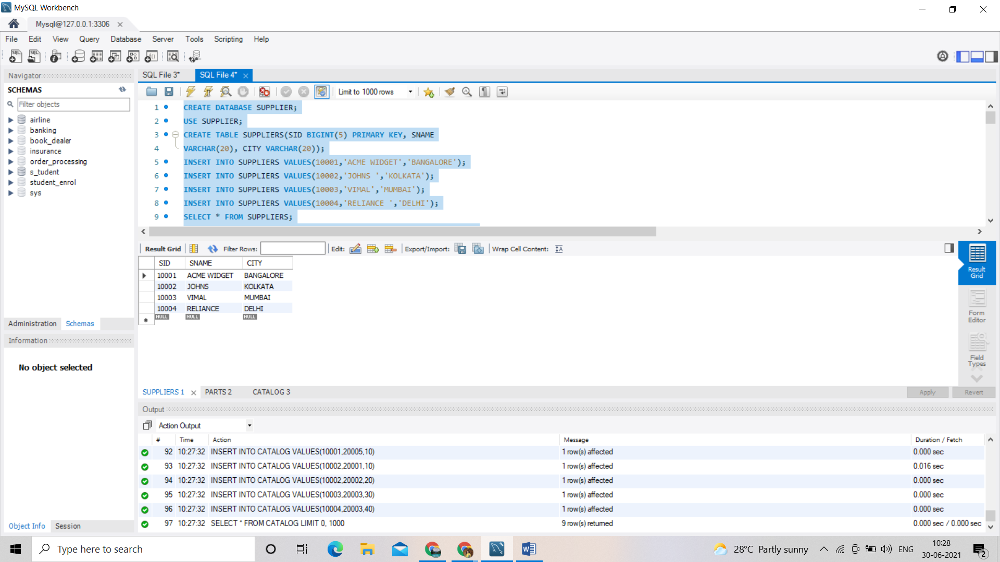 MySQL Workbench
Mysql@127.0.0.1:3306
File Edit View Query Database Server Tools Scripting Help
Navigator
SCHEMAS
Filter objects
airline
banking
book_dealer
insurance
order_processing
s_tudent
student_enrol
sys
Administration Schemas
Information
No object selected
Object Info Session
SQL File 3* SQL File 4*
Limit to 1000 rows
1 CREATE DATABASE SUPPLIER;
2 USE SUPPLIER;
3 CREATE TABLE SUPPLIERS(SID BIGINT(5) PRIMARY KEY, SNAME
4 VARCHAR(20), CITY VARCHAR(20));
5 INSERT INTO SUPPLIERS VALUES(10001,'ACME WIDGET','BANGALORE');
6 INSERT INTO SUPPLIERS VALUES(10002,'JOHNS ','KOLKATA');
7 INSERT INTO SUPPLIERS VALUES(10003,'VIMAL','MUMBAI');
8 INSERT INTO SUPPLIERS VALUES(10004,'RELIANCE ','DELHI');
9 SELECT * FROM SUPPLIERS;
Result Grid Filter Rows: Edit: Export/Import: Wrap Cell Content:
SID SNAME CITY
10001 ACME WIDGET BANGALORE
10002 JOHNS KOLKATA
10003 VIMAL MUMBAI
10004 RELIANCE DELHI
NULL NULL NULL
Result
Grid
Form
Editor
Field
Types
SUPPLIERS 1 PARTS 2 CATALOG 3
Apply Revert
Output
Action Output
# Time Action Message Duration / Fetch
92 10:27:32 INSERT INTO CATALOG VALUES(10001,20005,10) 1 row(s) affected 0.000 sec
93 10:27:32 INSERT INTO CATALOG VALUES(10002,20001,10) 1 row(s) affected 0.016 sec
94 10:27:32 INSERT INTO CATALOG VALUES(10002,20002,20) 1 row(s) affected 0.000 sec
95 10:27:32 INSERT INTO CATALOG VALUES(10003,20003,30) 1 row(s) affected 0.000 sec
96 10:27:32 INSERT INTO CATALOG VALUES(10004,20003,40) 1 row(s) affected 0.000 sec
97 10:27:32 SELECT * FROM CATALOG LIMIT 0, 1000 9 row(s) returned 0.000 sec / 0.000 sec
Type here to search
28°C Partly sunny
ENG
10:28
30-06-2021
2